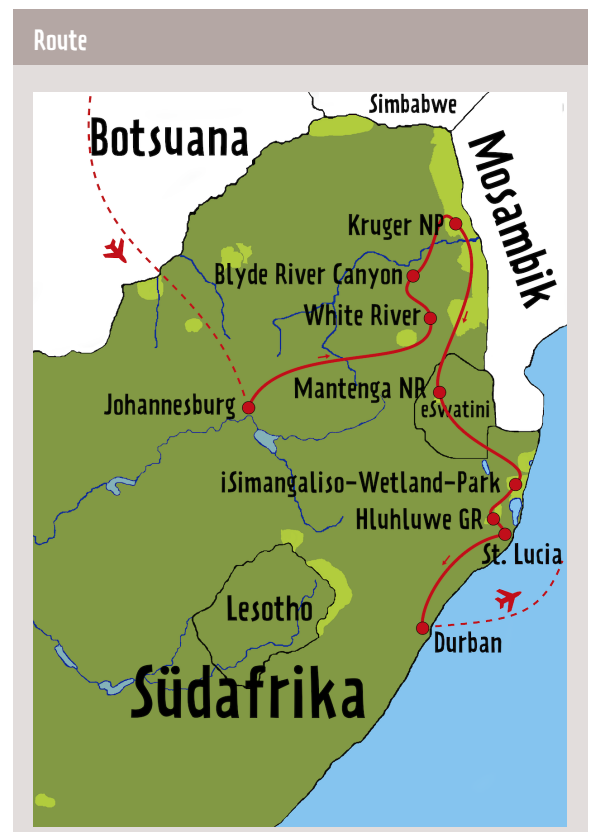 Route
Simbabwe
Botsuana
Mosambik
Kruger NP
Blyde River Canyon
White River
Mantenga NR
Johannesburg
eSwatini
iSimangaliso-Wetland-Park
Hluhluwe GR
St. Lucia
Lesotho
Durban
Südafrika